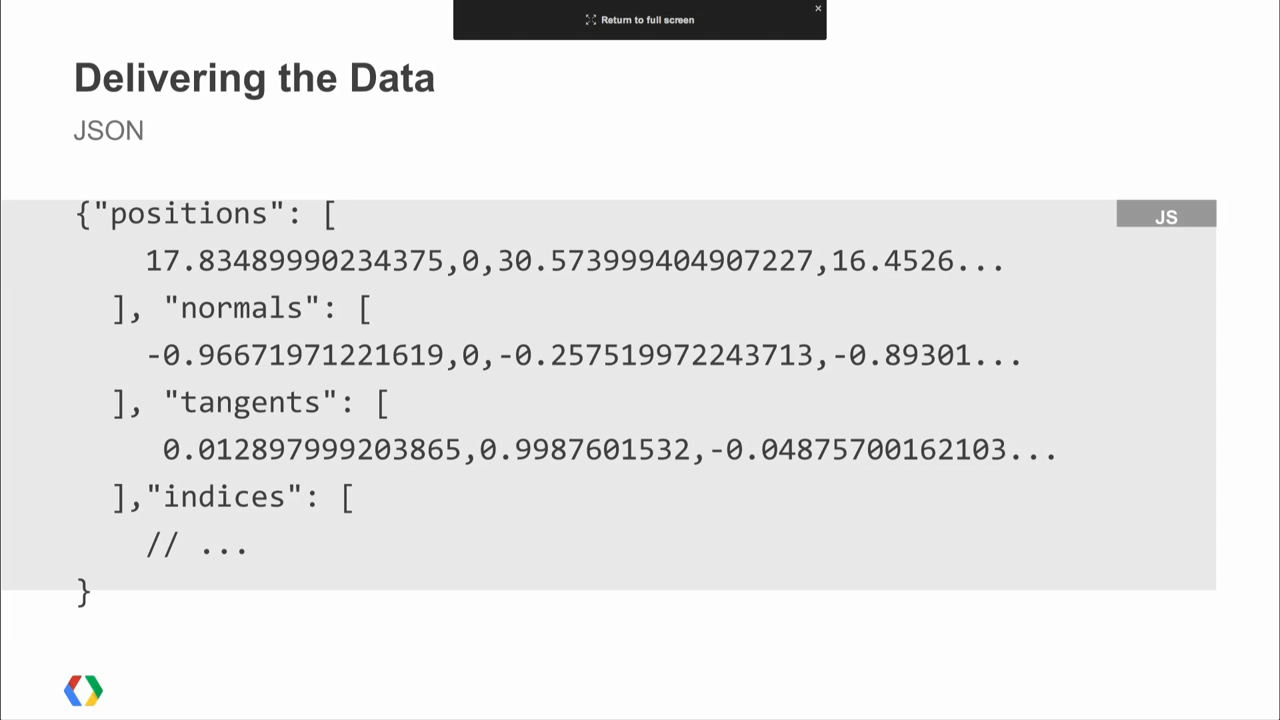 Return to full screen
Delivering the Data
JSON
JS
{"positions": [
17.83489990234375,0,30.573999404907227,16.4526...
], "normals": [
-0.96671971221619,0,-0.257519972243713,-0.89301...
], "tangents": [
0.012897999203865,0.9987601532,-0.04875700162103...
],"indices": [
// ...
}